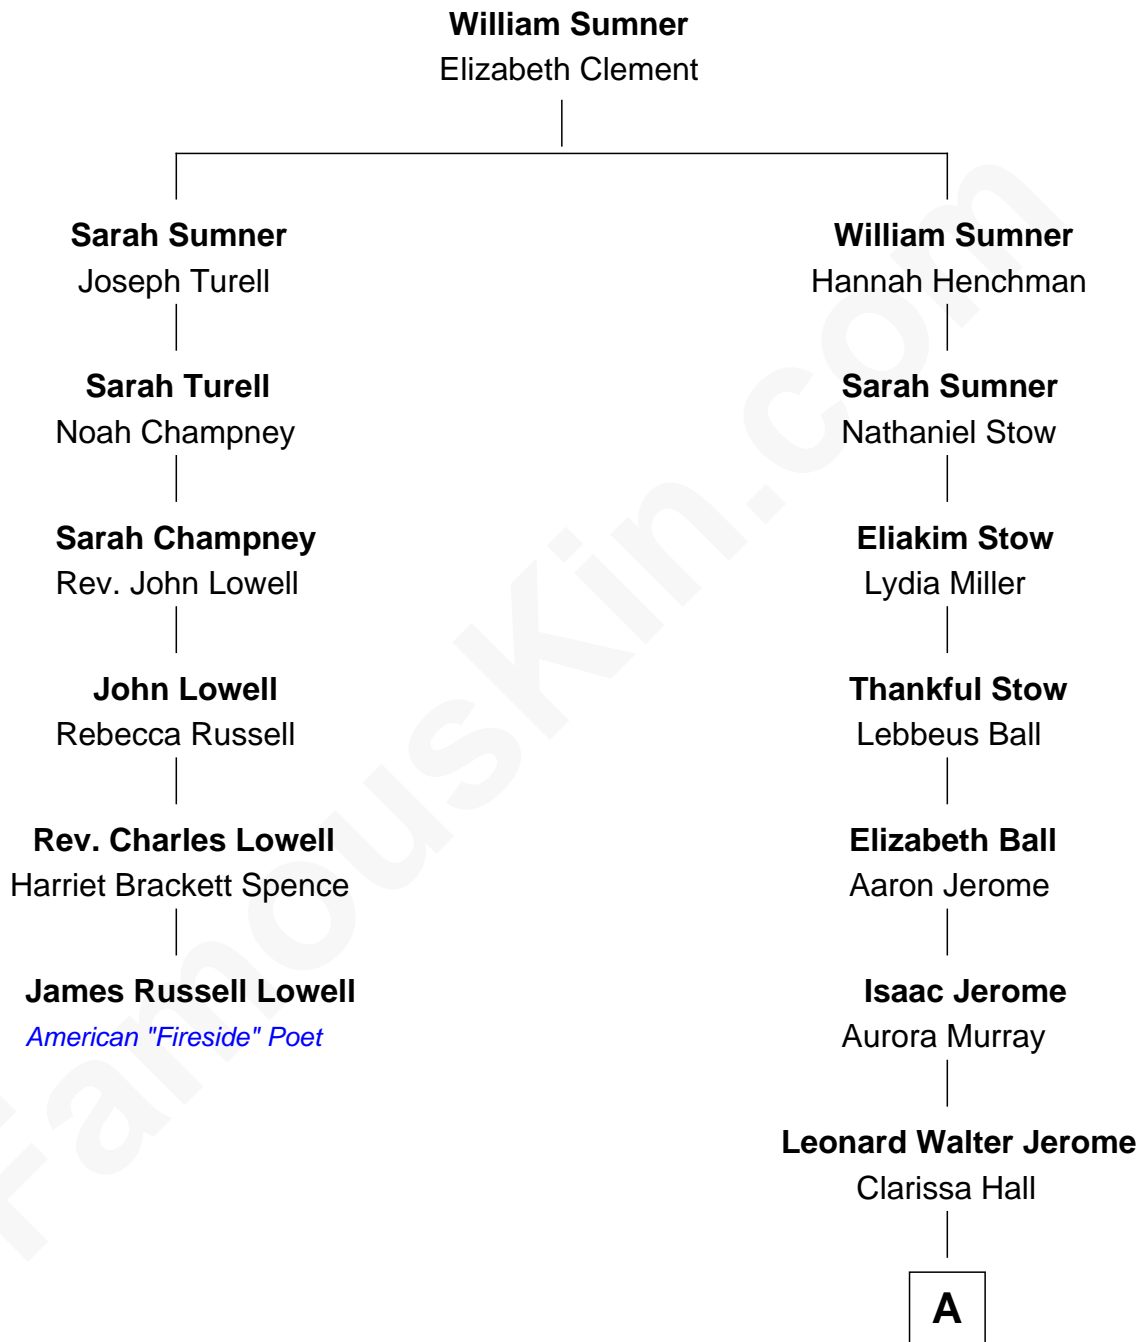 William Sumner
Elizabeth Clement
Sarah Sumner
Joseph Turell
William Sumner
Hannah Henchman
Sarah Turell
Noah Champney
Sarah Sumner
Nathaniel Stow
Sarah Champney
Rev. John Lowell
Eliakim Stow
Lydia Miller
John Lowell
Rebecca Russell
Thankful Stow
Lebbeus Ball
Rev. Charles Lowell
Harriet Brackett Spence
Elizabeth Ball
Aaron Jerome
James Russell Lowell
American "Fireside" Poet
Isaac Jerome
Aurora Murray
Leonard Walter Jerome
Clarissa Hall
A
FamousKin.com